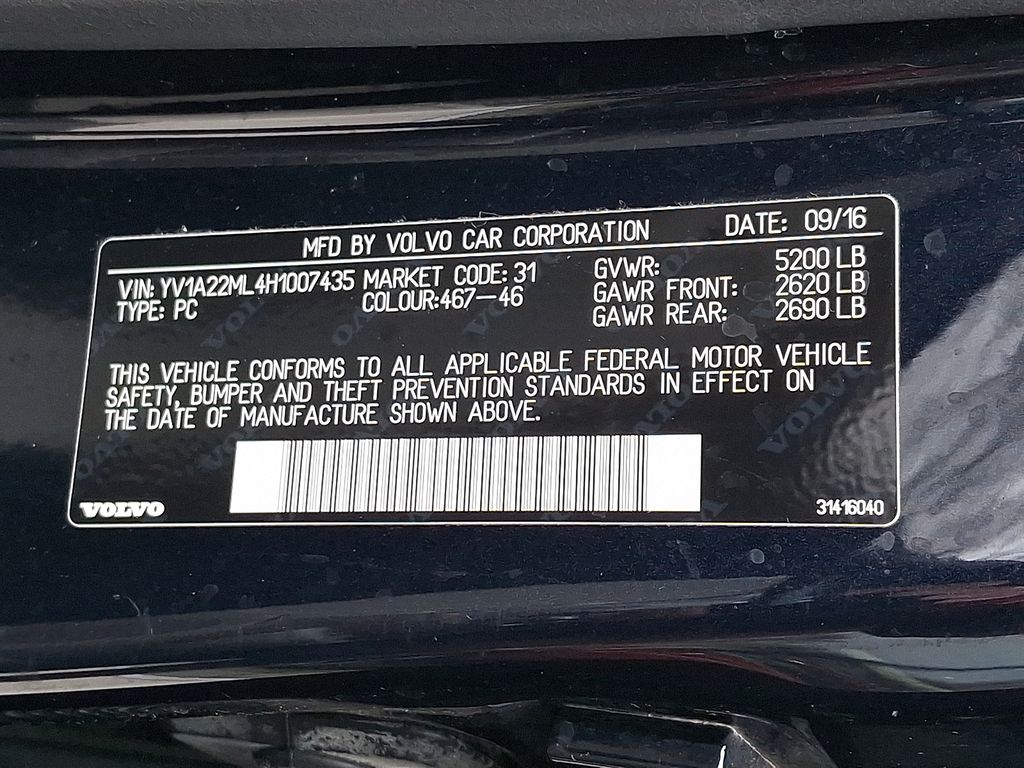 MFD BY VOLVO CAR CORPORATION DATE: 09/16
VIN: YV1A22ML4H1007435 MARKET CODE: 31 GVWR: 5200 LB
TYPE: PC COLOUR:467-46 GAWR FRONT: 2620 LB
GAWR REAR: 2690 LB
THIS VEHICLE CONFORMS TO ALL APPLICABLE FEDERAL MOTOR VEHICLE
SAFETY, BUMPER AND THEFT PREVENTION STANDARDS IN EFFECT ON
THE DATE OF MANUFACTURE SHOWN ABOVE.
VOLVO 31416040